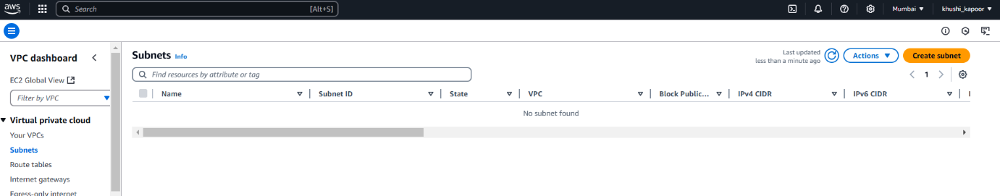 aws
Search [Alt+S] Mumbai khushi_kapoor
VPC dashboard
EC2 Global View
Filter by VPC
Virtual private cloud
Your VPCs
Subnets
Route tables
Internet gateways
Egress-only internet
Subnets Info
Last updated
less than a minute ago
Actions
Create subnet
Find resources by attribute or tag
1
Name Subnet ID State VPC Block Public... IPv4 CIDR IPv6 CIDR
No subnet found